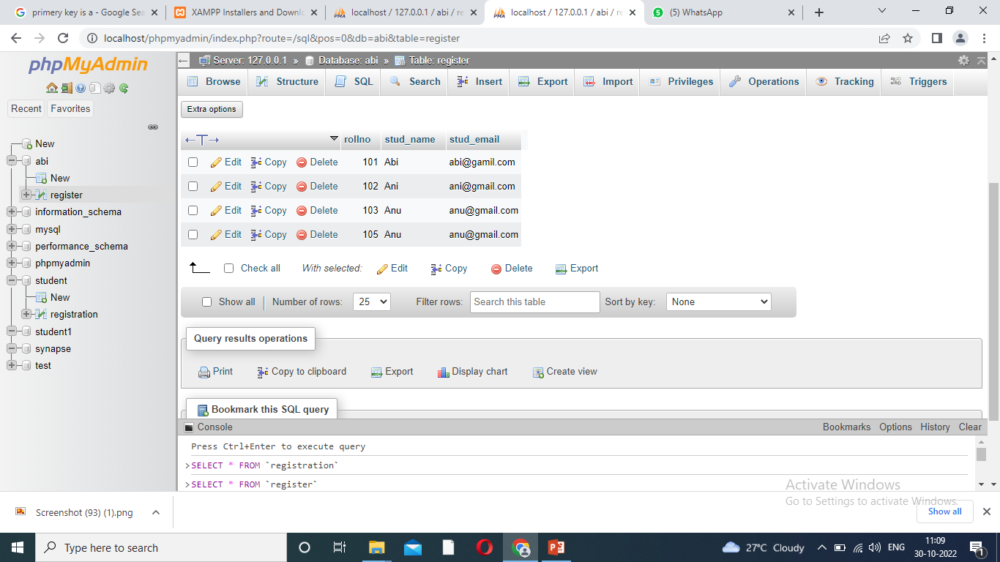 primery key is a - Google Sea
XAMPP Installers and Downlo
localhost / 127.0.0.1 / abi / re
localhost / 127.0.0.1 / abi / re
(5) WhatsApp
localhost/phpmyadmin/index.php?route=/sql&pos=0&db=abi&table=register
phpMyAdmin
Recent Favorites
New
abi
New
register
information_schema
mysql
performance_schema
phpmyadmin
student
New
registration
student1
synapse
test
Server: 127.0.0.1 » Database: abi » Table: register
Browse Structure SQL Search Insert Export Import Privileges Operations Tracking Triggers
Extra options
←T→ rollno stud_name stud_email
Edit Copy Delete 101 Abi abi@gamil.com
Edit Copy Delete 102 Ani ani@gmail.com
Edit Copy Delete 103 Anu anu@gmail.com
Edit Copy Delete 105 Anu anu@gmail.com
Check all With selected: Edit Copy Delete Export
Show all Number of rows: 25 Filter rows: Search this table Sort by key: None
Query results operations
Print Copy to clipboard Export Display chart Create view
Bookmark this SQL query
Console Bookmarks Options History Clear
Press Ctrl+Enter to execute query
>SELECT * FROM `registration`
>SELECT * FROM `register`
Activate Windows
Go to Settings to activate Windows.
Screenshot (93) (1).png
Show all
Type here to search
27°C Cloudy
ENG
11:09
30-10-2022
1